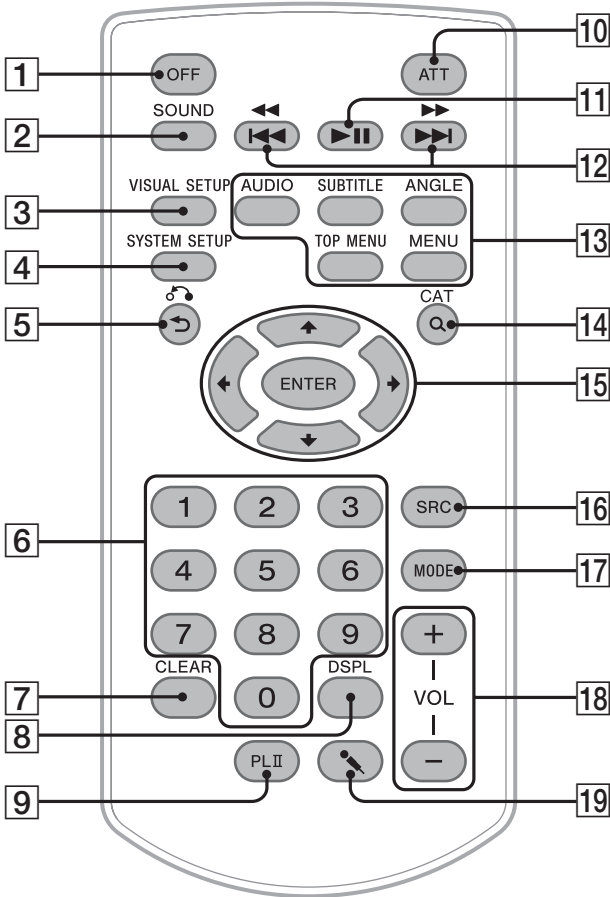 1
OFF
ATT
10
11
2
SOUND
12
3
VISUAL SETUP
AUDIO
SUBTITLE
ANGLE
13
4
SYSTEM SETUP
TOP MENU
MENU
5
CAT
14
ENTER
15
6
1
2
3
SRC
16
4
5
6
MODE
17
7
8
9
+
7
CLEAR
0
DSPL
VOL
18
8
9
PLII
−
19